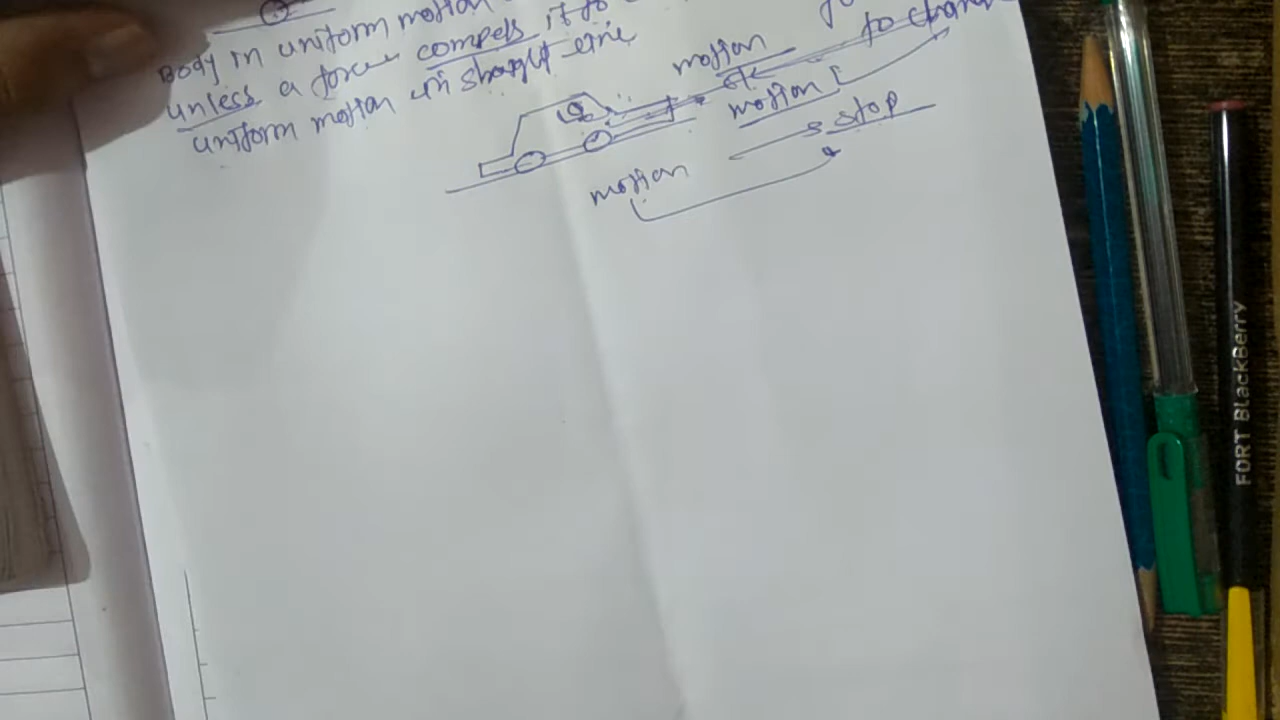 Body in uniform motion
unless a force compels it to
uniform motion in straight line
to change
motion
motion
stop
motion
FORT BlackBerry